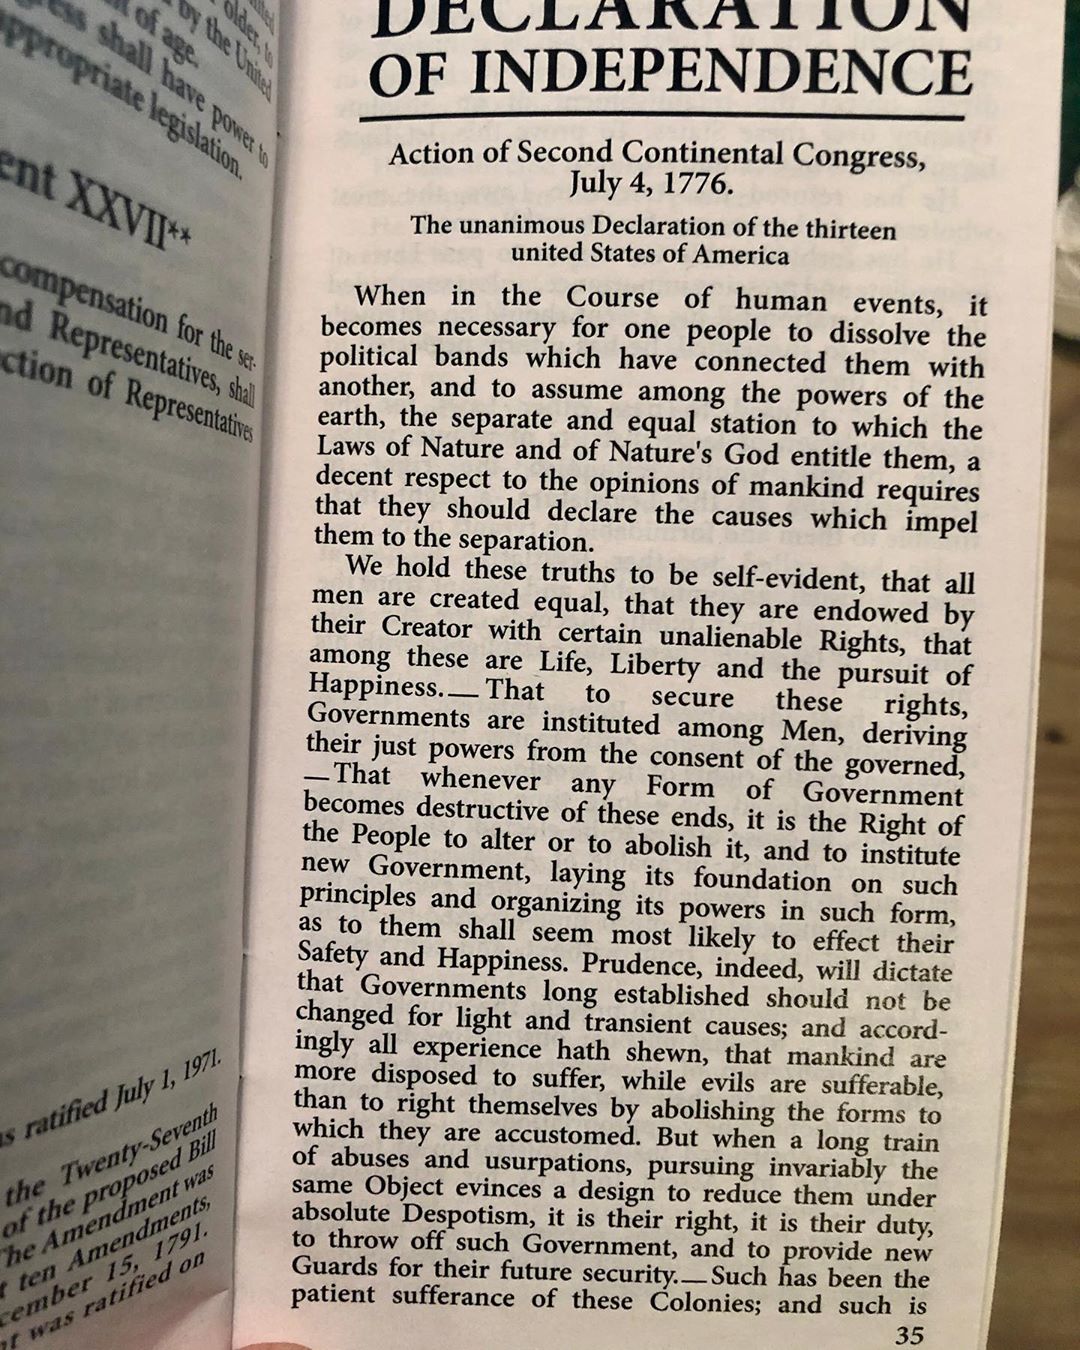 older, to
by the United
of age.
shall have power to
appropriate legislation.
XXVII**
compensation for the ser-
Representatives, shall
of Representatives
ratified July 1, 1971.
the Twenty-Seventh
of the proposed Bill
Amendment was
ten Amendments,
15, 1791.
was ratified on
DECLARATION
OF INDEPENDENCE
Action of Second Continental Congress,
July 4, 1776.
The unanimous Declaration of the thirteen
united States of America
When in the Course of human events, it
becomes necessary for one people to dissolve the
political bands which have connected them with
another, and to assume among the powers of the
earth, the separate and equal station to which the
Laws of Nature and of Nature's God entitle them, a
decent respect to the opinions of mankind requires
that they should declare the causes which impel
them to the separation.
We hold these truths to be self-evident, that all
men are created equal, that they are endowed by
their Creator with certain unalienable Rights, that
among these are Life, Liberty and the pursuit of
Happiness.—That to secure these rights,
Governments are instituted among Men, deriving
their just powers from the consent of the governed,
—That whenever any Form of Government
becomes destructive of these ends, it is the Right of
the People to alter or to abolish it, and to institute
new Government, laying its foundation on such
principles and organizing its powers in such form,
as to them shall seem most likely to effect their
Safety and Happiness. Prudence, indeed, will dictate
that Governments long established should not be
changed for light and transient causes; and accord-
ingly all experience hath shewn, that mankind are
more disposed to suffer, while evils are sufferable,
than to right themselves by abolishing the forms to
which they are accustomed. But when a long train
of abuses and usurpations, pursuing invariably the
same Object evinces a design to reduce them under
absolute Despotism, it is their right, it is their duty,
to throw off such Government, and to provide new
Guards for their future security.—Such has been the
patient sufferance of these Colonies; and such is
35